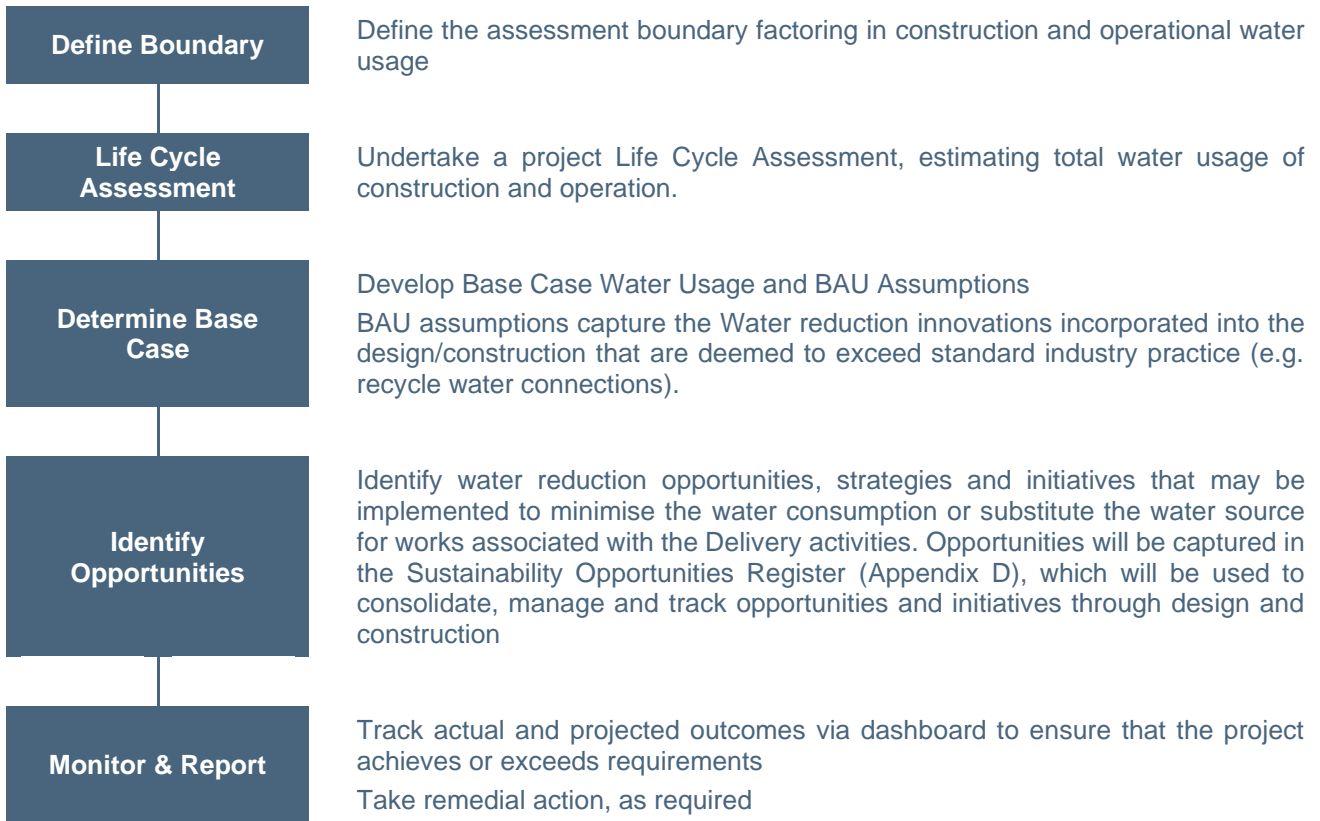 Define Boundary
Define the assessment boundary factoring in construction and operational water
usage
Life Cycle
Assessment
Undertake a project Life Cycle Assessment, estimating total water usage of
construction and operation.
Determine Base
Case
Develop Base Case Water Usage and BAU Assumptions
BAU assumptions capture the Water reduction innovations incorporated into the
design/construction that are deemed to exceed standard industry practice (e.g.
recycle water connections).
Identify
Opportunities
Identify water reduction opportunities, strategies and initiatives that may be
implemented to minimise the water consumption or substitute the water source
for works associated with the Delivery activities. Opportunities will be captured in
the Sustainability Opportunities Register (Appendix D), which will be used to
consolidate, manage and track opportunities and initiatives through design and
construction
Monitor & Report
Track actual and projected outcomes via dashboard to ensure that the project
achieves or exceeds requirements
Take remedial action, as required